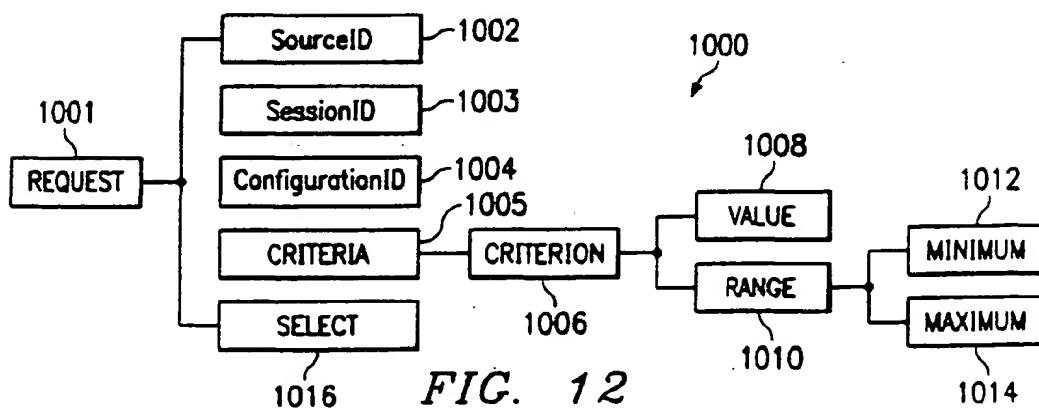 1002
SourceID
1000
1003
SessionID
1001
REQUEST
1004
ConfigurationID
1008
VALUE
1012
MINIMUM
1005
CRITERIA
CRITERION
1006
RANGE
1010
MAXIMUM
1014
SELECT
1016
FIG. 12